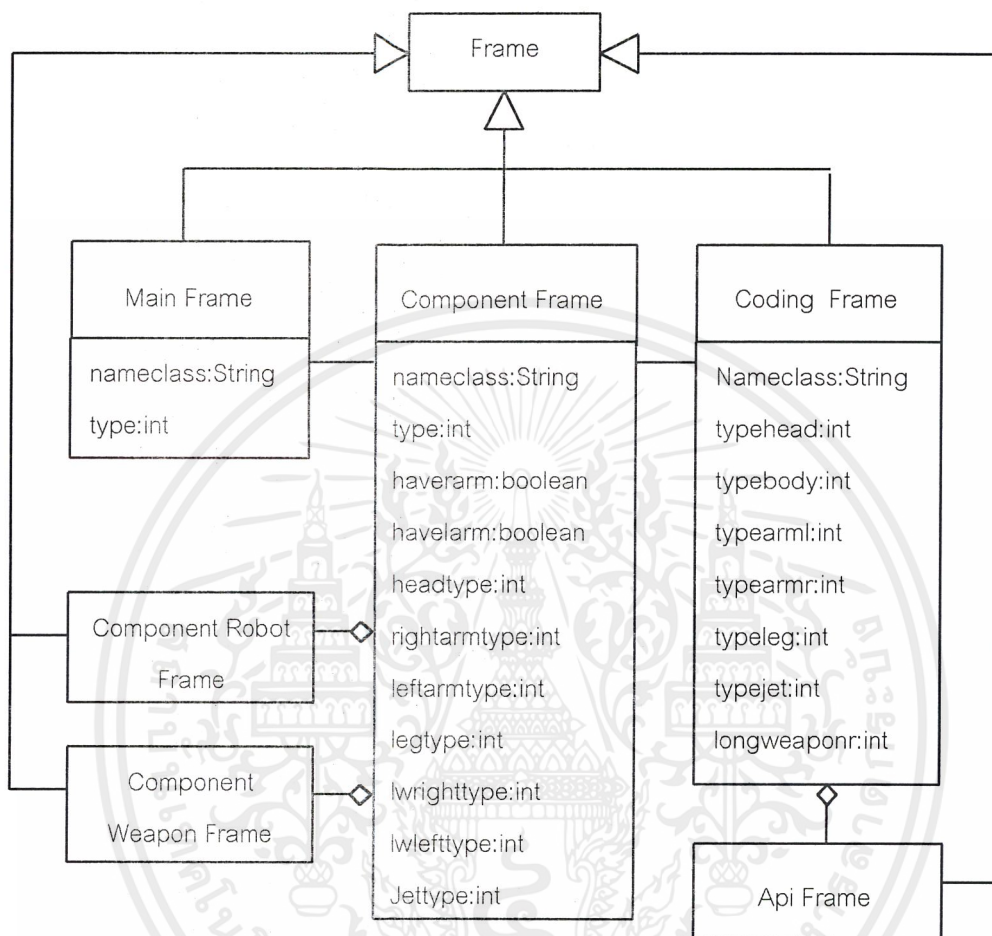 Frame
Main Frame
nameclass:String
type:int
Component Frame
nameclass:String
type:int
haverarm:boolean
havelarm:boolean
headtype:int
rightarmtype:int
leftarmtype:int
legtype:int
lwrighttype:int
lwlefttype:int
Jettype:int
Coding Frame
Nameclass:String
typehead:int
typebody:int
typearml:int
typearmr:int
typeleg:int
typejet:int
longweaponr:int
Component Robot
Frame
Component
Weapon Frame
Api Frame